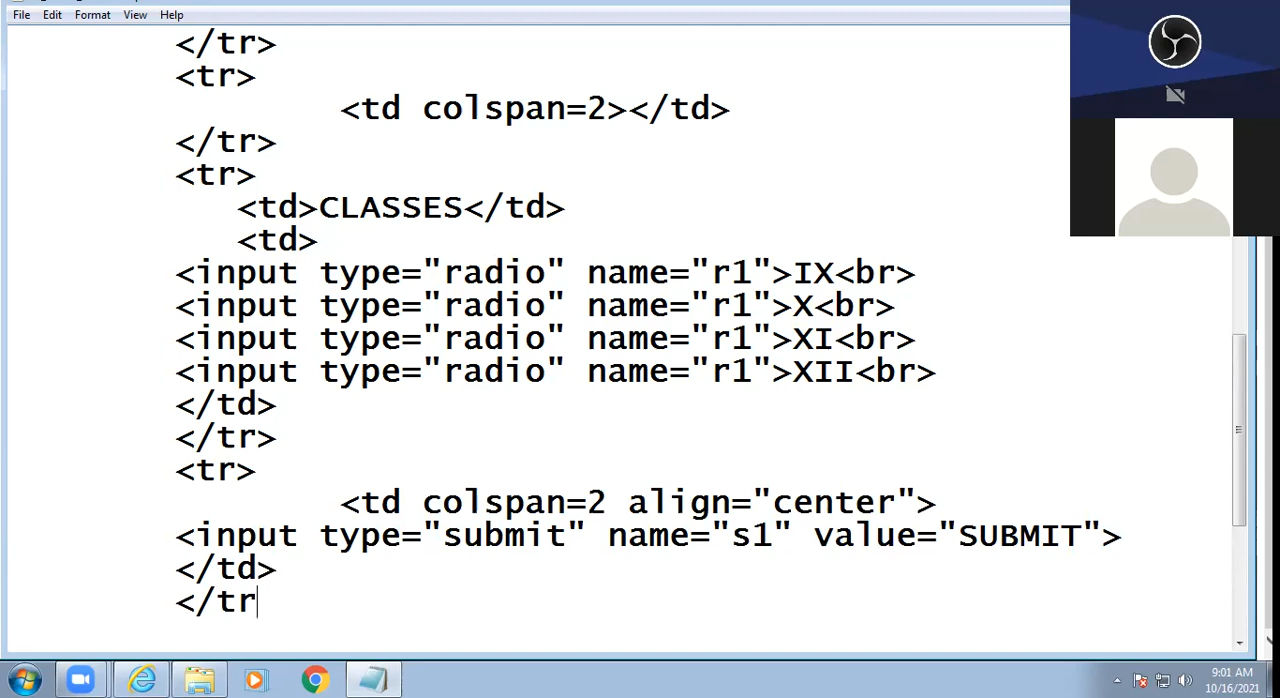 File Edit Format View Help
</tr>
<tr>
<td colspan=2></td>
</tr>
<tr>
<td>CLASSES</td>
<td>
<input type="radio" name="r1">IX<br>
<input type="radio" name="r1">X<br>
<input type="radio" name="r1">XI<br>
<input type="radio" name="r1">XII<br>
</td>
</tr>
<tr>
<td colspan=2 align="center">
<input type="submit" name="s1" value="SUBMIT">
</td>
</tr
9:01 AM
10/16/2021